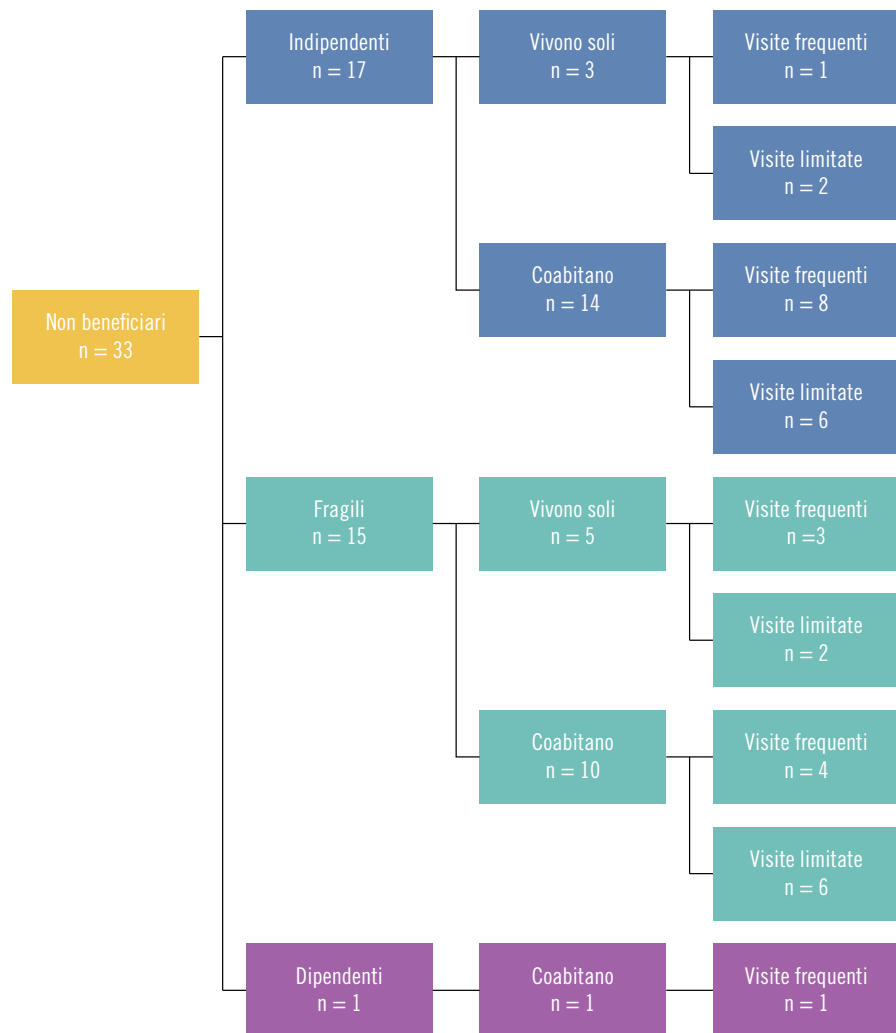 Non beneficiari
n = 33
Indipendenti
n = 17
Vivono soli
n = 3
Visite frequenti
n = 1
Visite limitate
n = 2
Coabitano
n = 14
Visite frequenti
n = 8
Visite limitate
n = 6
Fragili
n = 15
Vivono soli
n = 5
Visite frequenti
n =3
Visite limitate
n = 2
Coabitano
n = 10
Visite frequenti
n = 4
Visite limitate
n = 6
Dipendenti
n = 1
Coabitano
n = 1
Visite frequenti
n = 1